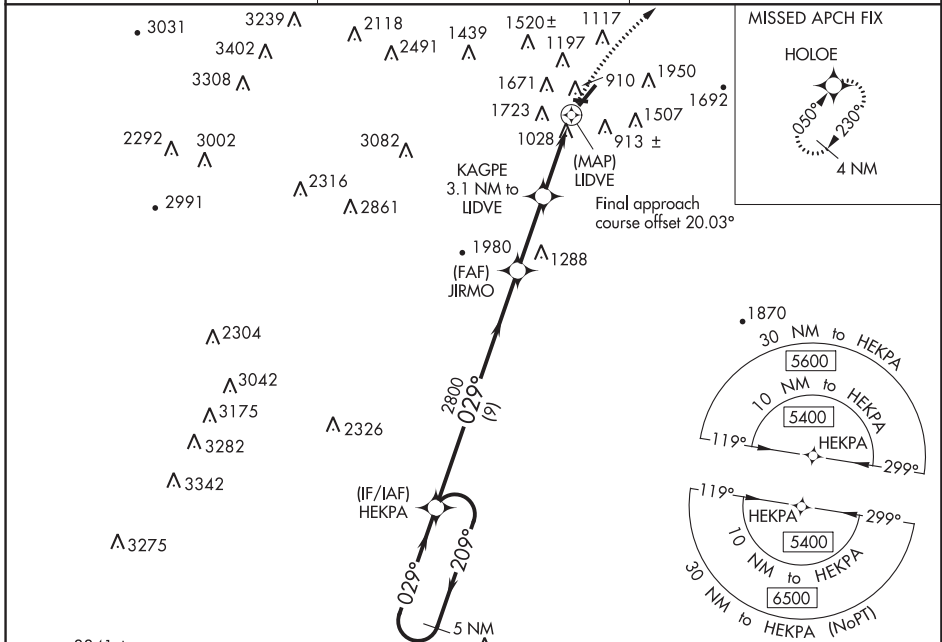 3031
3239
2118
1439
1520 ±
1117
3402
2491
1197
3308
1671
910
1950
1692
1723
1507
2292
3002
3082
1028
913 ±
(MAP)
LIDVE
KAGPE
3.1 NM to
LIDVE
2316
2991
2861
Final approach
course offset 20.03°
1980
1288
(FAF)
JIRMO
2304
3042
3175
2326
3282
3342
3275
2800
029°
(9)
(IF/IAF)
HEKPA
029°
209°
5 NM
MISSED APCH FIX
HOLOE
050°
230°
4 NM
1870
30 NM to HEKPA
5600
10 NM to HEKPA
5400
HEKPA
119°
299°
119°
299°
HEKPA
5400
10 NM to HEKPA
6500
30 NM to HEKPA (NoPT)